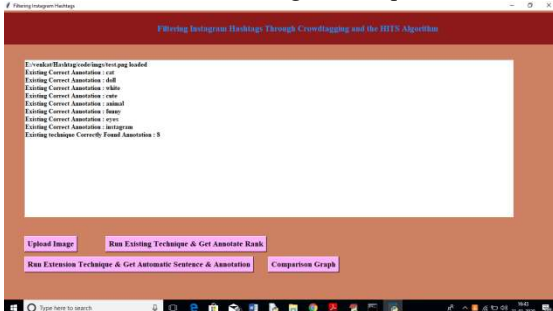 Filtering Instagram Hashtags
Filtering Instagram Hashtags Through Crowdtagging and the HITS Algorithm
E:/venkat/Hashtag/code/imgs/test.png loaded
Existing Correct Annotation : cat
Existing Correct Annotation : doll
Existing Correct Annotation : white
Existing Correct Annotation : cute
Existing Correct Annotation : animal
Existing Correct Annotation : funny
Existing Correct Annotation : eyes
Existing Correct Annotation : instagram
Existing technique Correctly Found Annotation : 8
Upload Image
Run Existing Technique & Get Annotate Rank
Run Extension Technique & Get Automatic Sentence & Annotation
Comparison Graph
Type here to search
16:43